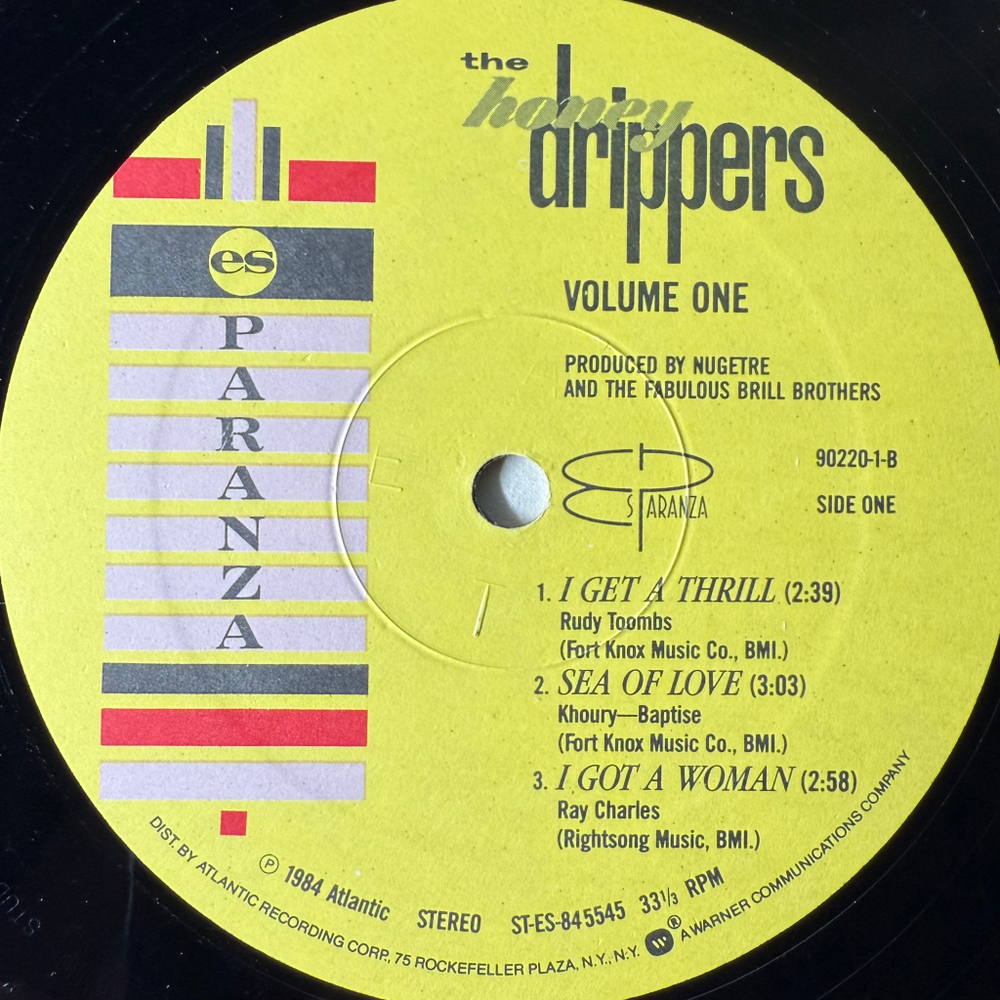 the
honey
drippers
VOLUME ONE
PRODUCED BY NUGETRE
AND THE FABULOUS BRILL BROTHERS
es
P
A
R
A
N
Z
A
ESPARANZA
90220-1-B
SIDE ONE
1. I GET A THRILL (2:39)
Rudy Toombs
(Fort Knox Music Co., BMI.)
2. SEA OF LOVE (3:03)
Khoury—Baptise
(Fort Knox Music Co., BMI.)
3. I GOT A WOMAN (2:58)
Ray Charles
(Rightsong Music, BMI.)
Ⓟ 1984 Atlantic STEREO ST-ES-845545 33⅓ RPM
DIST. BY ATLANTIC RECORDING CORP., 75 ROCKEFELLER PLAZA, N.Y., N.Y. ® A WARNER COMMUNICATIONS COMPANY